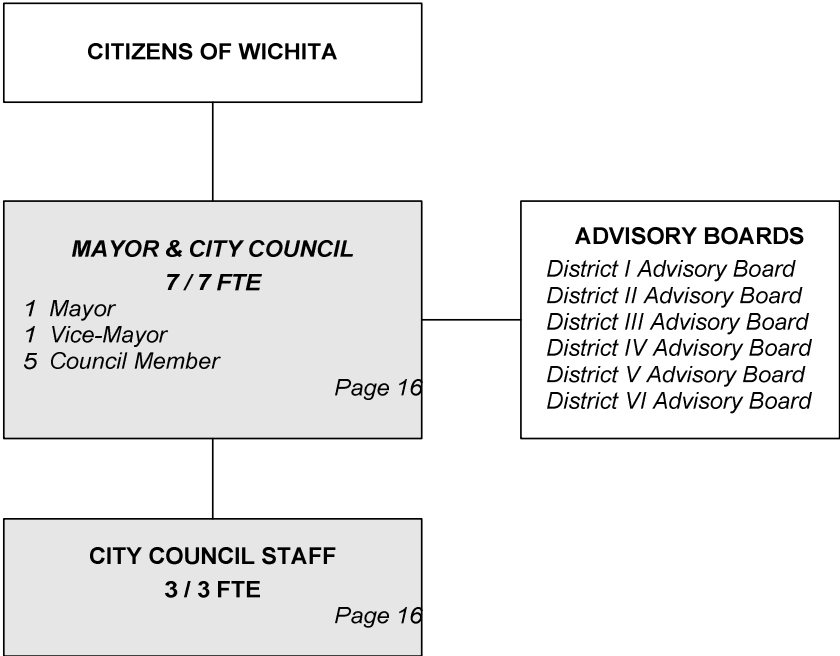 CITIZENS OF WICHITA
MAYOR & CITY COUNCIL
7 / 7 FTE
1 Mayor
1 Vice-Mayor
5 Council Member
Page 16
ADVISORY BOARDS
District I Advisory Board
District II Advisory Board
District III Advisory Board
District IV Advisory Board
District V Advisory Board
District VI Advisory Board
CITY COUNCIL STAFF
3 / 3 FTE
Page 16